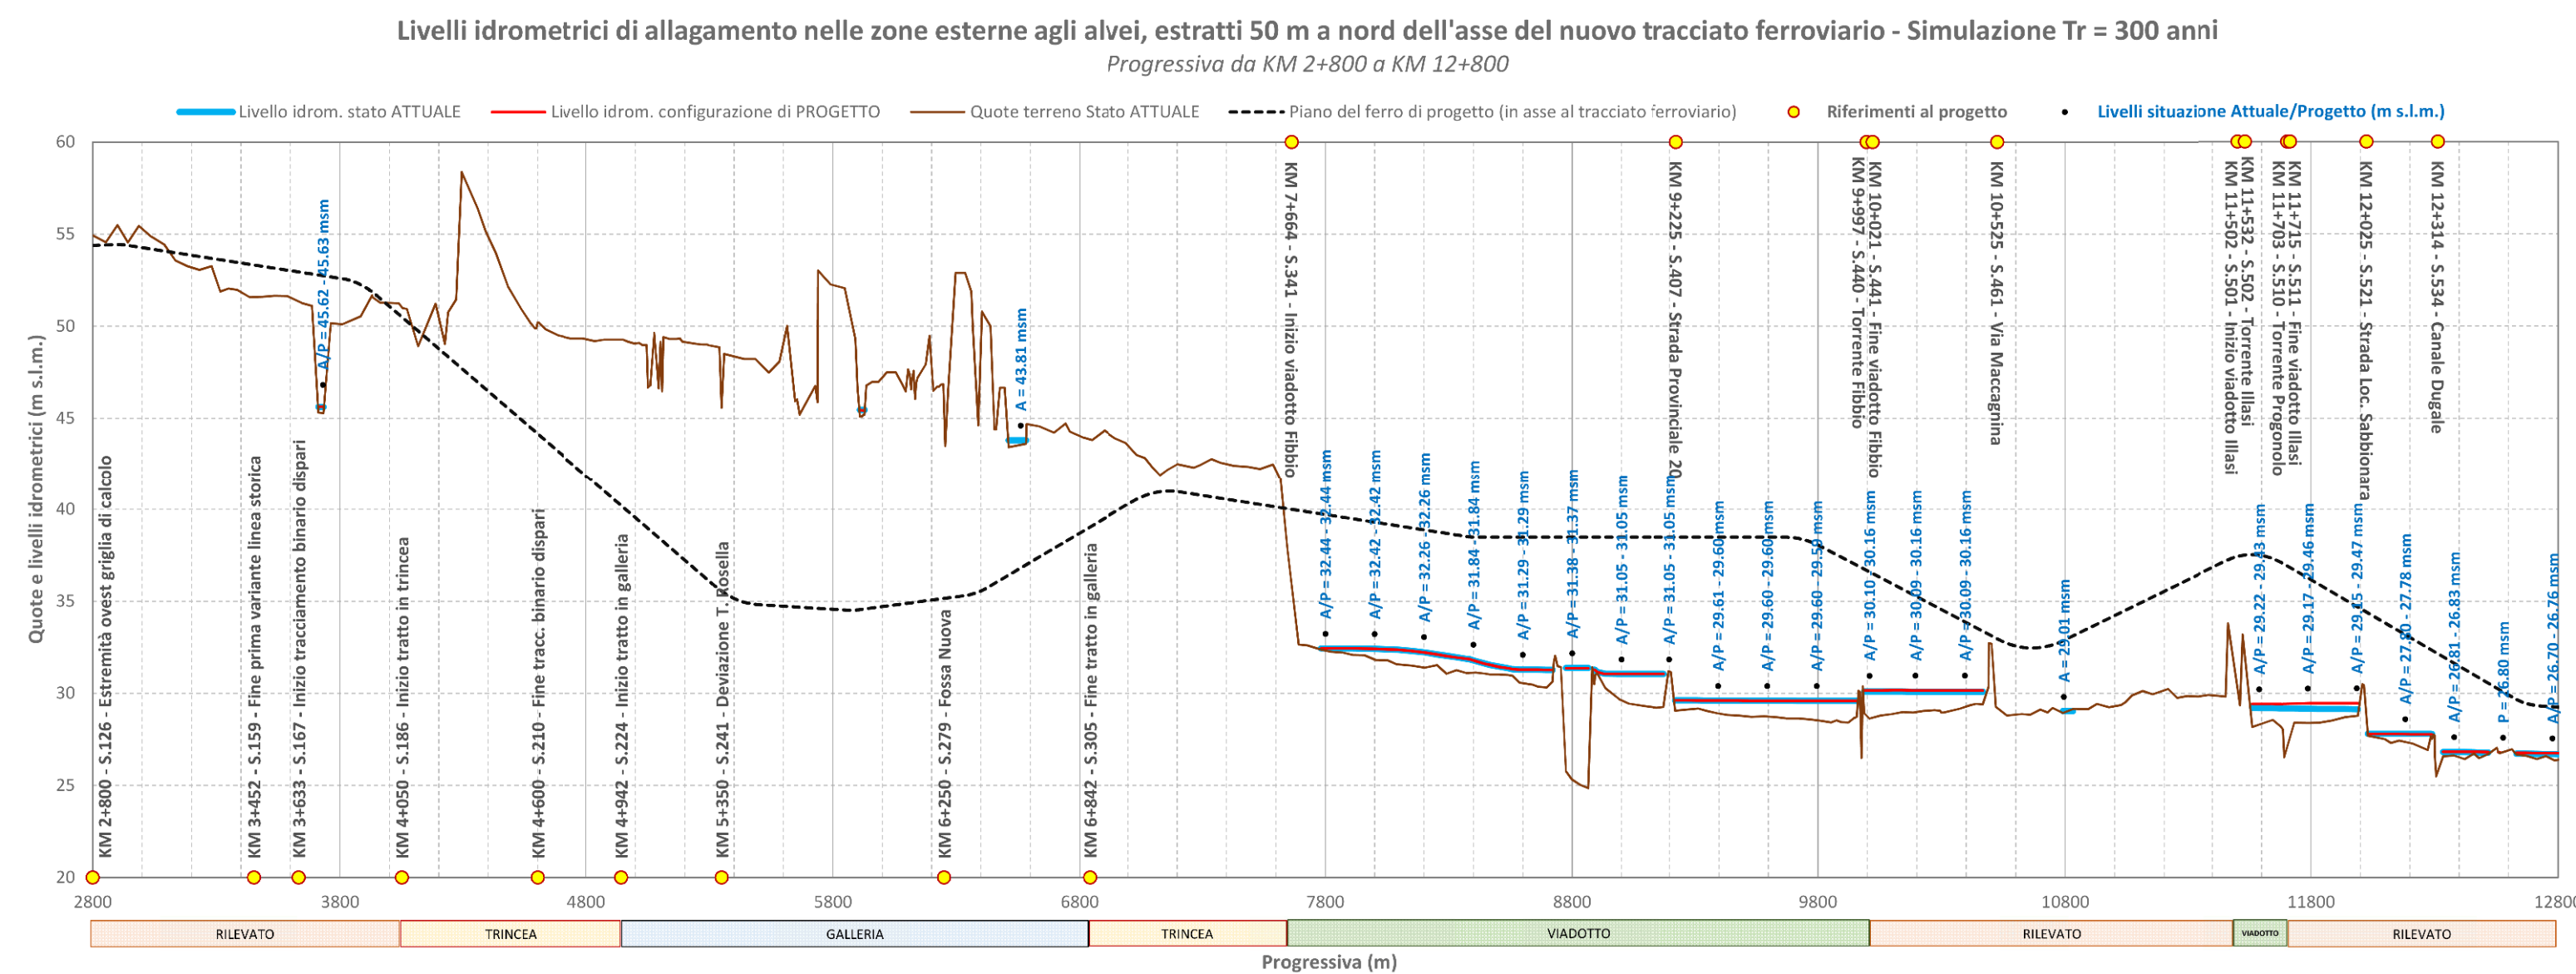 Livelli idrometrici di allagamento nelle zone esterne agli alvei, estratti 50 m a nord dell'asse del nuovo tracciato ferroviario - Simulazione Tr = 300 anni
Progressiva da KM 2+800 a KM 12+800
Livello idrom. stato ATTUALE
Livello idrom. configurazione di PROGETTO
Quote terreno Stato ATTUALE
Piano del ferro di progetto (in asse al tracciato ferroviario)
Riferimenti al progetto
Livelli situazione Attuale/Progetto (m s.l.m.)
Quote e livelli idrometrici (m s.l.m.)
60
55
50
45
40
35
30
25
20
KM 2+800 - S.126 - Estremità ovest griglia di calcolo
KM 3+452 - S.159 - Fine prima variante linea storica
KM 3+633 - S.167 - Inizio tracciamento binario dispari
KM 4+050 - S.186 - Inizio tratto in trincea
KM 4+600 - S.210 - Fine tracc. binario dispari
KM 4+942 - S.224 - Inizio tratto in galleria
KM 5+350 - S.241 - Deviazione T. Rosella
KM 6+250 - S.279 - Fossa Nuova
KM 6+842 - S.305 - Fine tratto in galleria
KM 7+664 - S.341 - Inizio viadotto Fibbio
KM 9+225 - S.407 - Strada Provinciale 20
KM 9+997 - S.440 - Torrente Fibbio
KM 10+021 - S.441 - Fine viadotto Fibbio
KM 10+525 - S.461 - Via Maccagnina
KM 11+502 - S.501 - Inizio viadotto Illasi
KM 11+532 - S.502 - Torrente Illasi
KM 11+703 - S.510 - Torrente Prognolo
KM 11+715 - S.511 - Fine viadotto Illasi
KM 12+025 - S.521 - Strada Loc. Sabbionara
KM 12+314 - S.534 - Canale Dugale
A/P = 45.62 - 45.63 msm
A = 43.81 msm
A/P = 32.44 - 32.44 msm
A/P = 32.42 - 32.42 msm
A/P = 32.26 - 32.26 msm
A/P = 31.84 - 31.84 msm
A/P = 31.29 - 31.29 msm
A/P = 31.38 - 31.37 msm
A/P = 31.05 - 31.05 msm
A/P = 31.05 - 31.05 msm
A/P = 29.61 - 29.60 msm
A/P = 29.60 - 29.60 msm
A/P = 29.60 - 29.59 msm
A/P = 30.10 - 30.16 msm
A/P = 30.09 - 30.16 msm
A/P = 30.09 - 30.16 msm
A = 29.01 msm
A/P = 29.22 - 29.43 msm
A/P = 29.17 - 29.46 msm
A/P = 29.15 - 29.47 msm
A/P = 27.80 - 27.78 msm
A/P = 26.81 - 26.83 msm
P = 26.80 msm
A/P = 26.70 - 26.76 msm
2800
3800
4800
5800
6800
7800
8800
9800
10800
11800
12800
RILEVATO
TRINCEA
GALLERIA
TRINCEA
VIADOTTO
RILEVATO
VIADOTTO
RILEVATO
Progressiva (m)